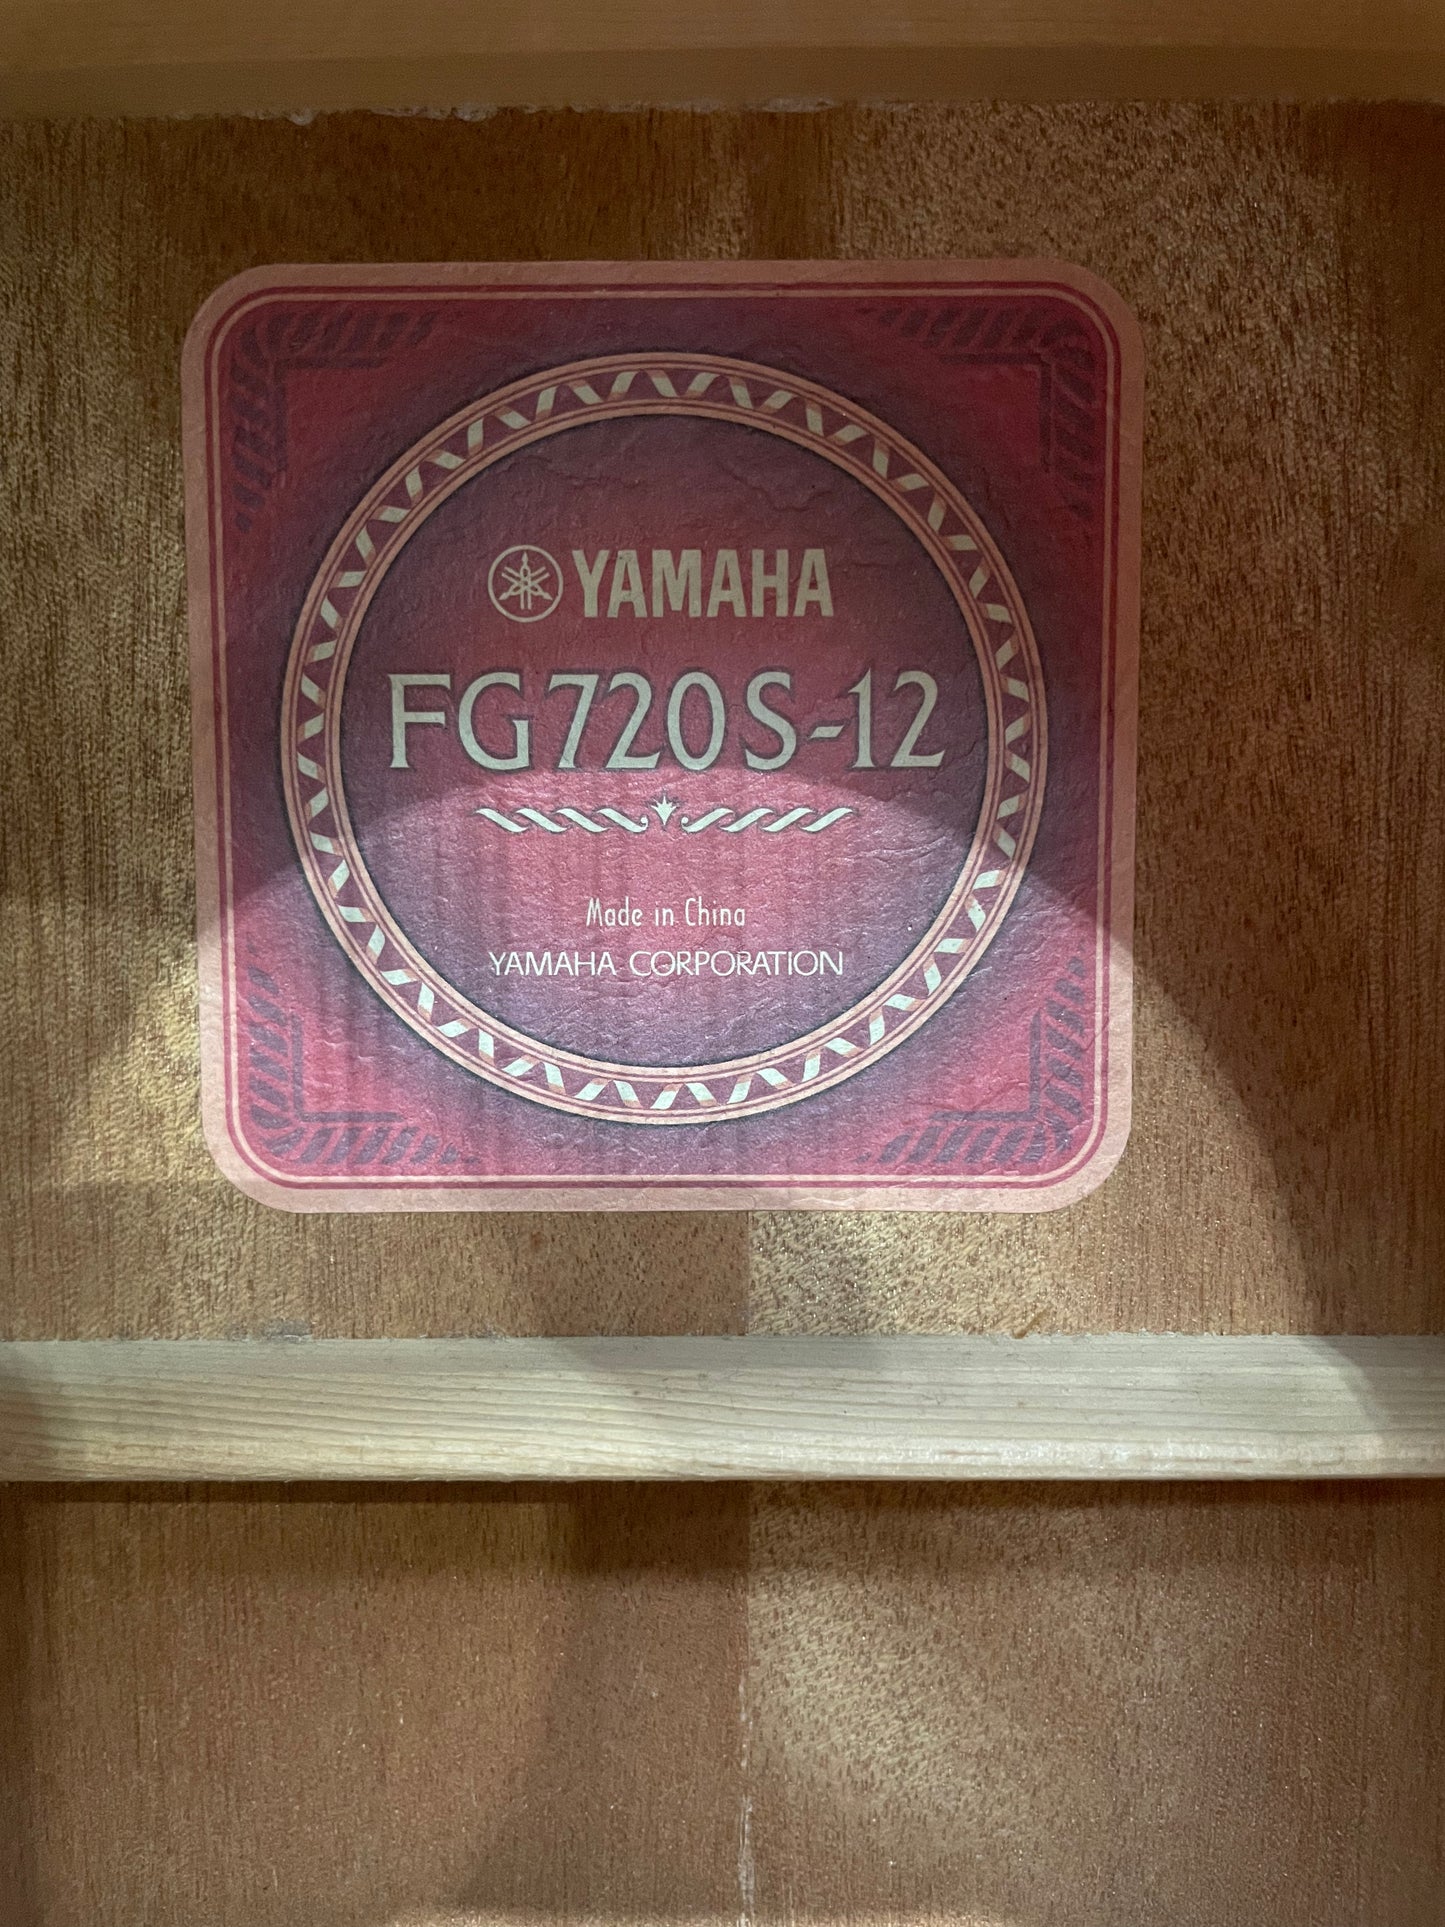 YAMAHA
FG720S-12
Made in China
YAMAHA CORPORATION